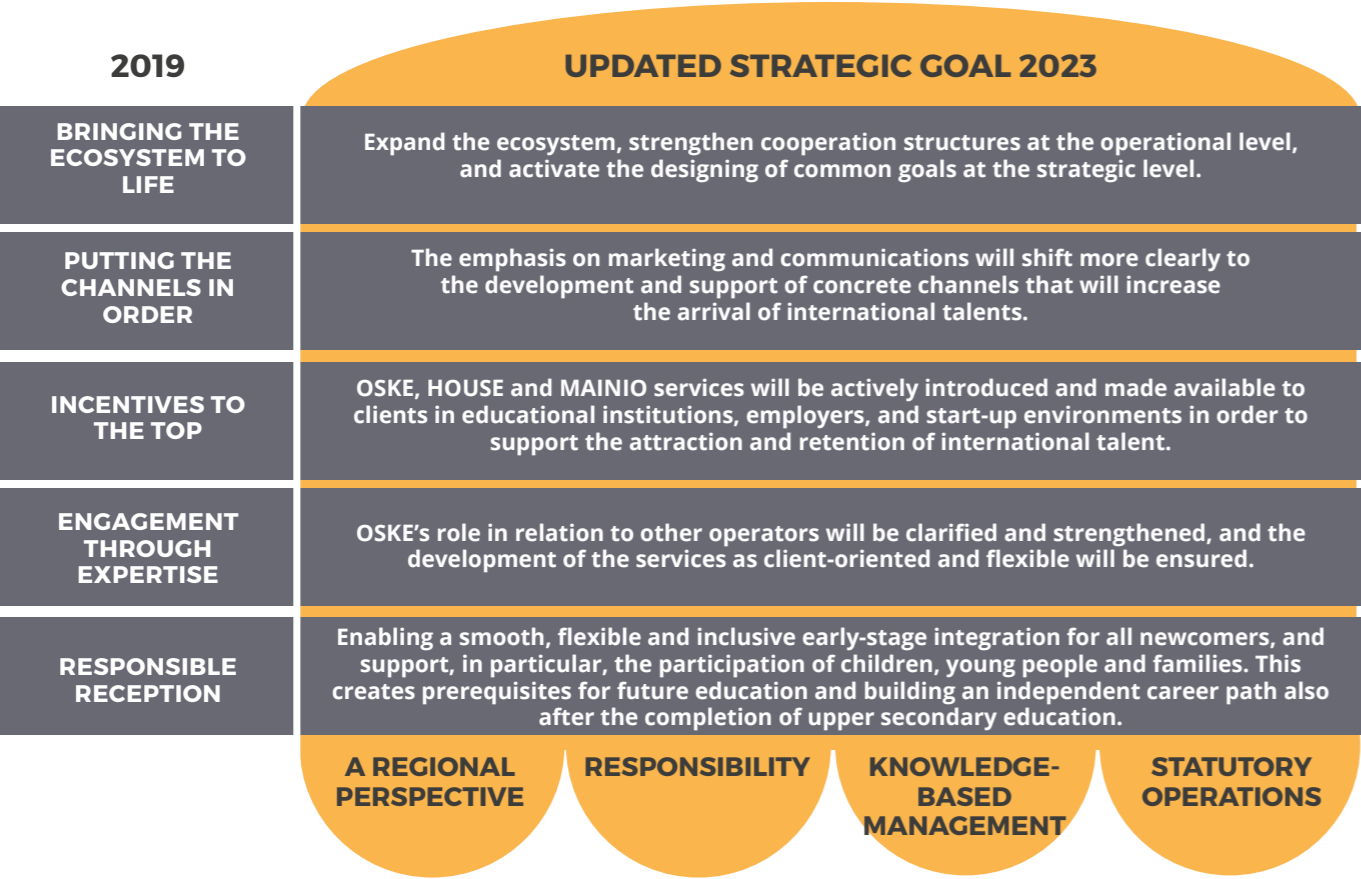 2019
UPDATED STRATEGIC GOAL 2023
BRINGING THE
ECOSYSTEM TO
LIFE
Expand the ecosystem, strengthen cooperation structures at the operational level,
and activate the designing of common goals at the strategic level.
PUTTING THE
CHANNELS IN
ORDER
The emphasis on marketing and communications will shift more clearly to
the development and support of concrete channels that will increase
the arrival of international talents.
INCENTIVES TO
THE TOP
OSKE, HOUSE and MAINIO services will be actively introduced and made available to
clients in educational institutions, employers, and start-up environments in order to
support the attraction and retention of international talent.
ENGAGEMENT
THROUGH
EXPERTISE
OSKE’s role in relation to other operators will be clarified and strengthened, and the
development of the services as client-oriented and flexible will be ensured.
RESPONSIBLE
RECEPTION
Enabling a smooth, flexible and inclusive early-stage integration for all newcomers, and
support, in particular, the participation of children, young people and families. This
creates prerequisites for future education and building an independent career path also
after the completion of upper secondary education.
A REGIONAL
PERSPECTIVE
RESPONSIBILITY
KNOWLEDGE-
BASED
MANAGEMENT
STATUTORY
OPERATIONS